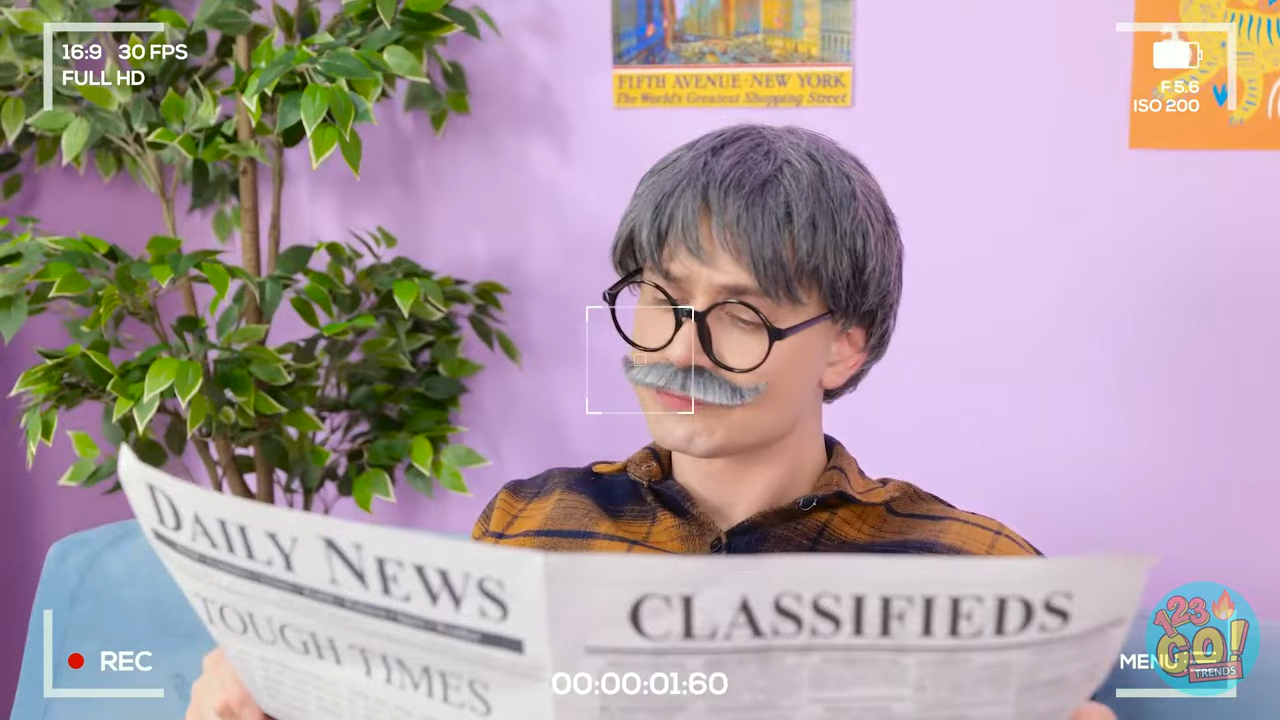 16:9 30 FPS
FULL HD
FIFTH AVENUE-NEW YORK
The World's Greatest Shopping Street
F 5.6
ISO 200
DAILY NEWS
TOUGH TIMES
CLASSIFIEDS
REC
00:00:01:60
MENU
123
GO!
TRENDS